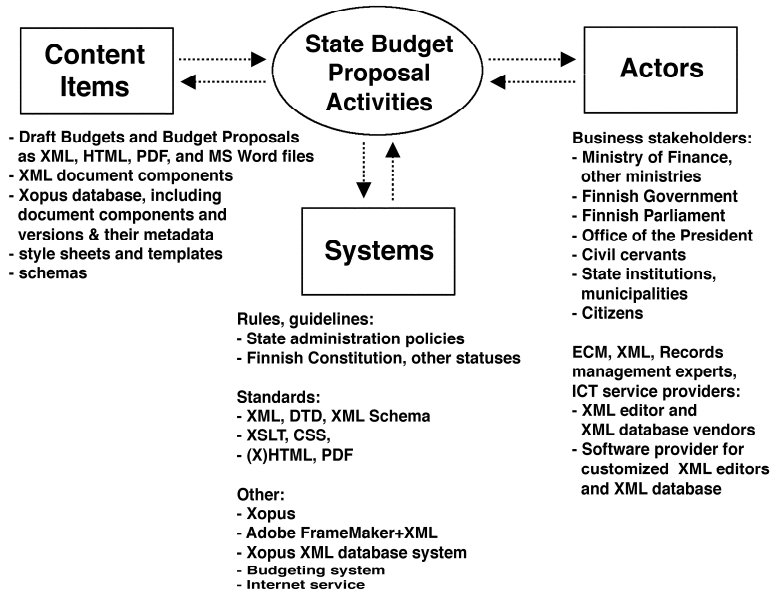 Content
Items
State Budget
Proposal
Activities
Actors
- Draft Budgets and Budget Proposals
as XML, HTML, PDF, and MS Word files
- XML document components
- Xopus database, including
document components and
versions & their metadata
- style sheets and templates
- schemas
Systems
Rules, guidelines:
- State administration policies
- Finnish Constitution, other statuses
Standards:
- XML, DTD, XML Schema
- XSLT, CSS,
- (X)HTML, PDF
Other:
- Xopus
- Adobe FrameMaker+XML
- Xopus XML database system
- Budgeting system
- Internet service
Business stakeholders:
- Ministry of Finance,
other ministries
- Finnish Government
- Finnish Parliament
- Office of the President
- Civil cervants
- State institutions,
municipalities
- Citizens
ECM, XML, Records
management experts,
ICT service providers:
- XML editor and
XML database vendors
- Software provider for
customized XML editors
and XML database